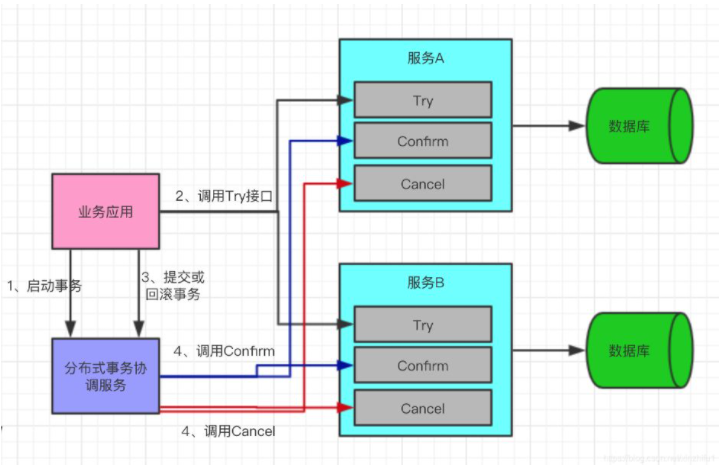 服务A
Try
Confirm
Cancel
数据库
业务应用
2、调用Try接口
1、启动事务
3、提交或
回滚事务
服务B
Try
Confirm
Cancel
数据库
分布式事务协
调服务
4、调用Confirm
4、调用Cancel